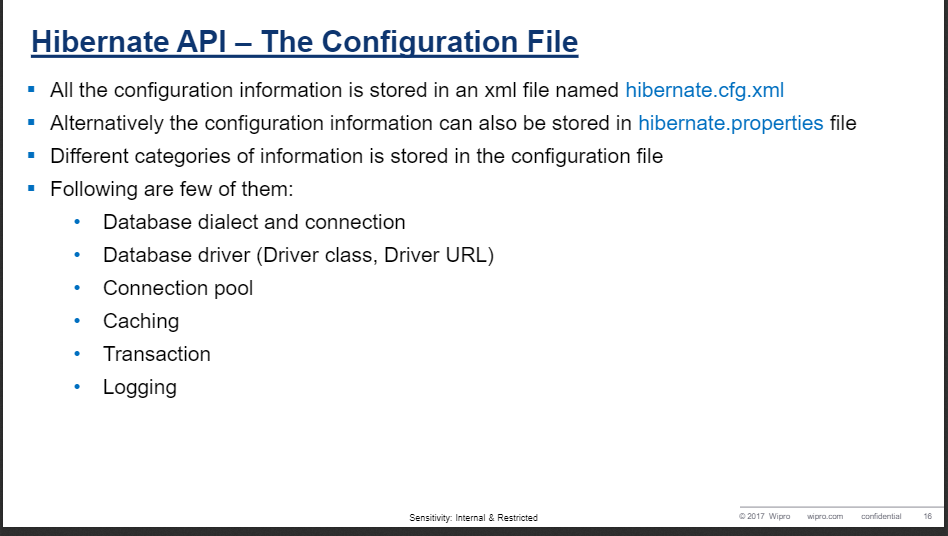 Hibernate API – The Configuration File
▪ All the configuration information is stored in an xml file named hibernate.cfg.xml
▪ Alternatively the configuration information can also be stored in hibernate.properties file
▪ Different categories of information is stored in the configuration file
▪ Following are few of them:
• Database dialect and connection
• Database driver (Driver class, Driver URL)
• Connection pool
• Caching
• Transaction
• Logging
Sensitivity: Internal & Restricted
© 2017 Wipro wipro.com confidential 16